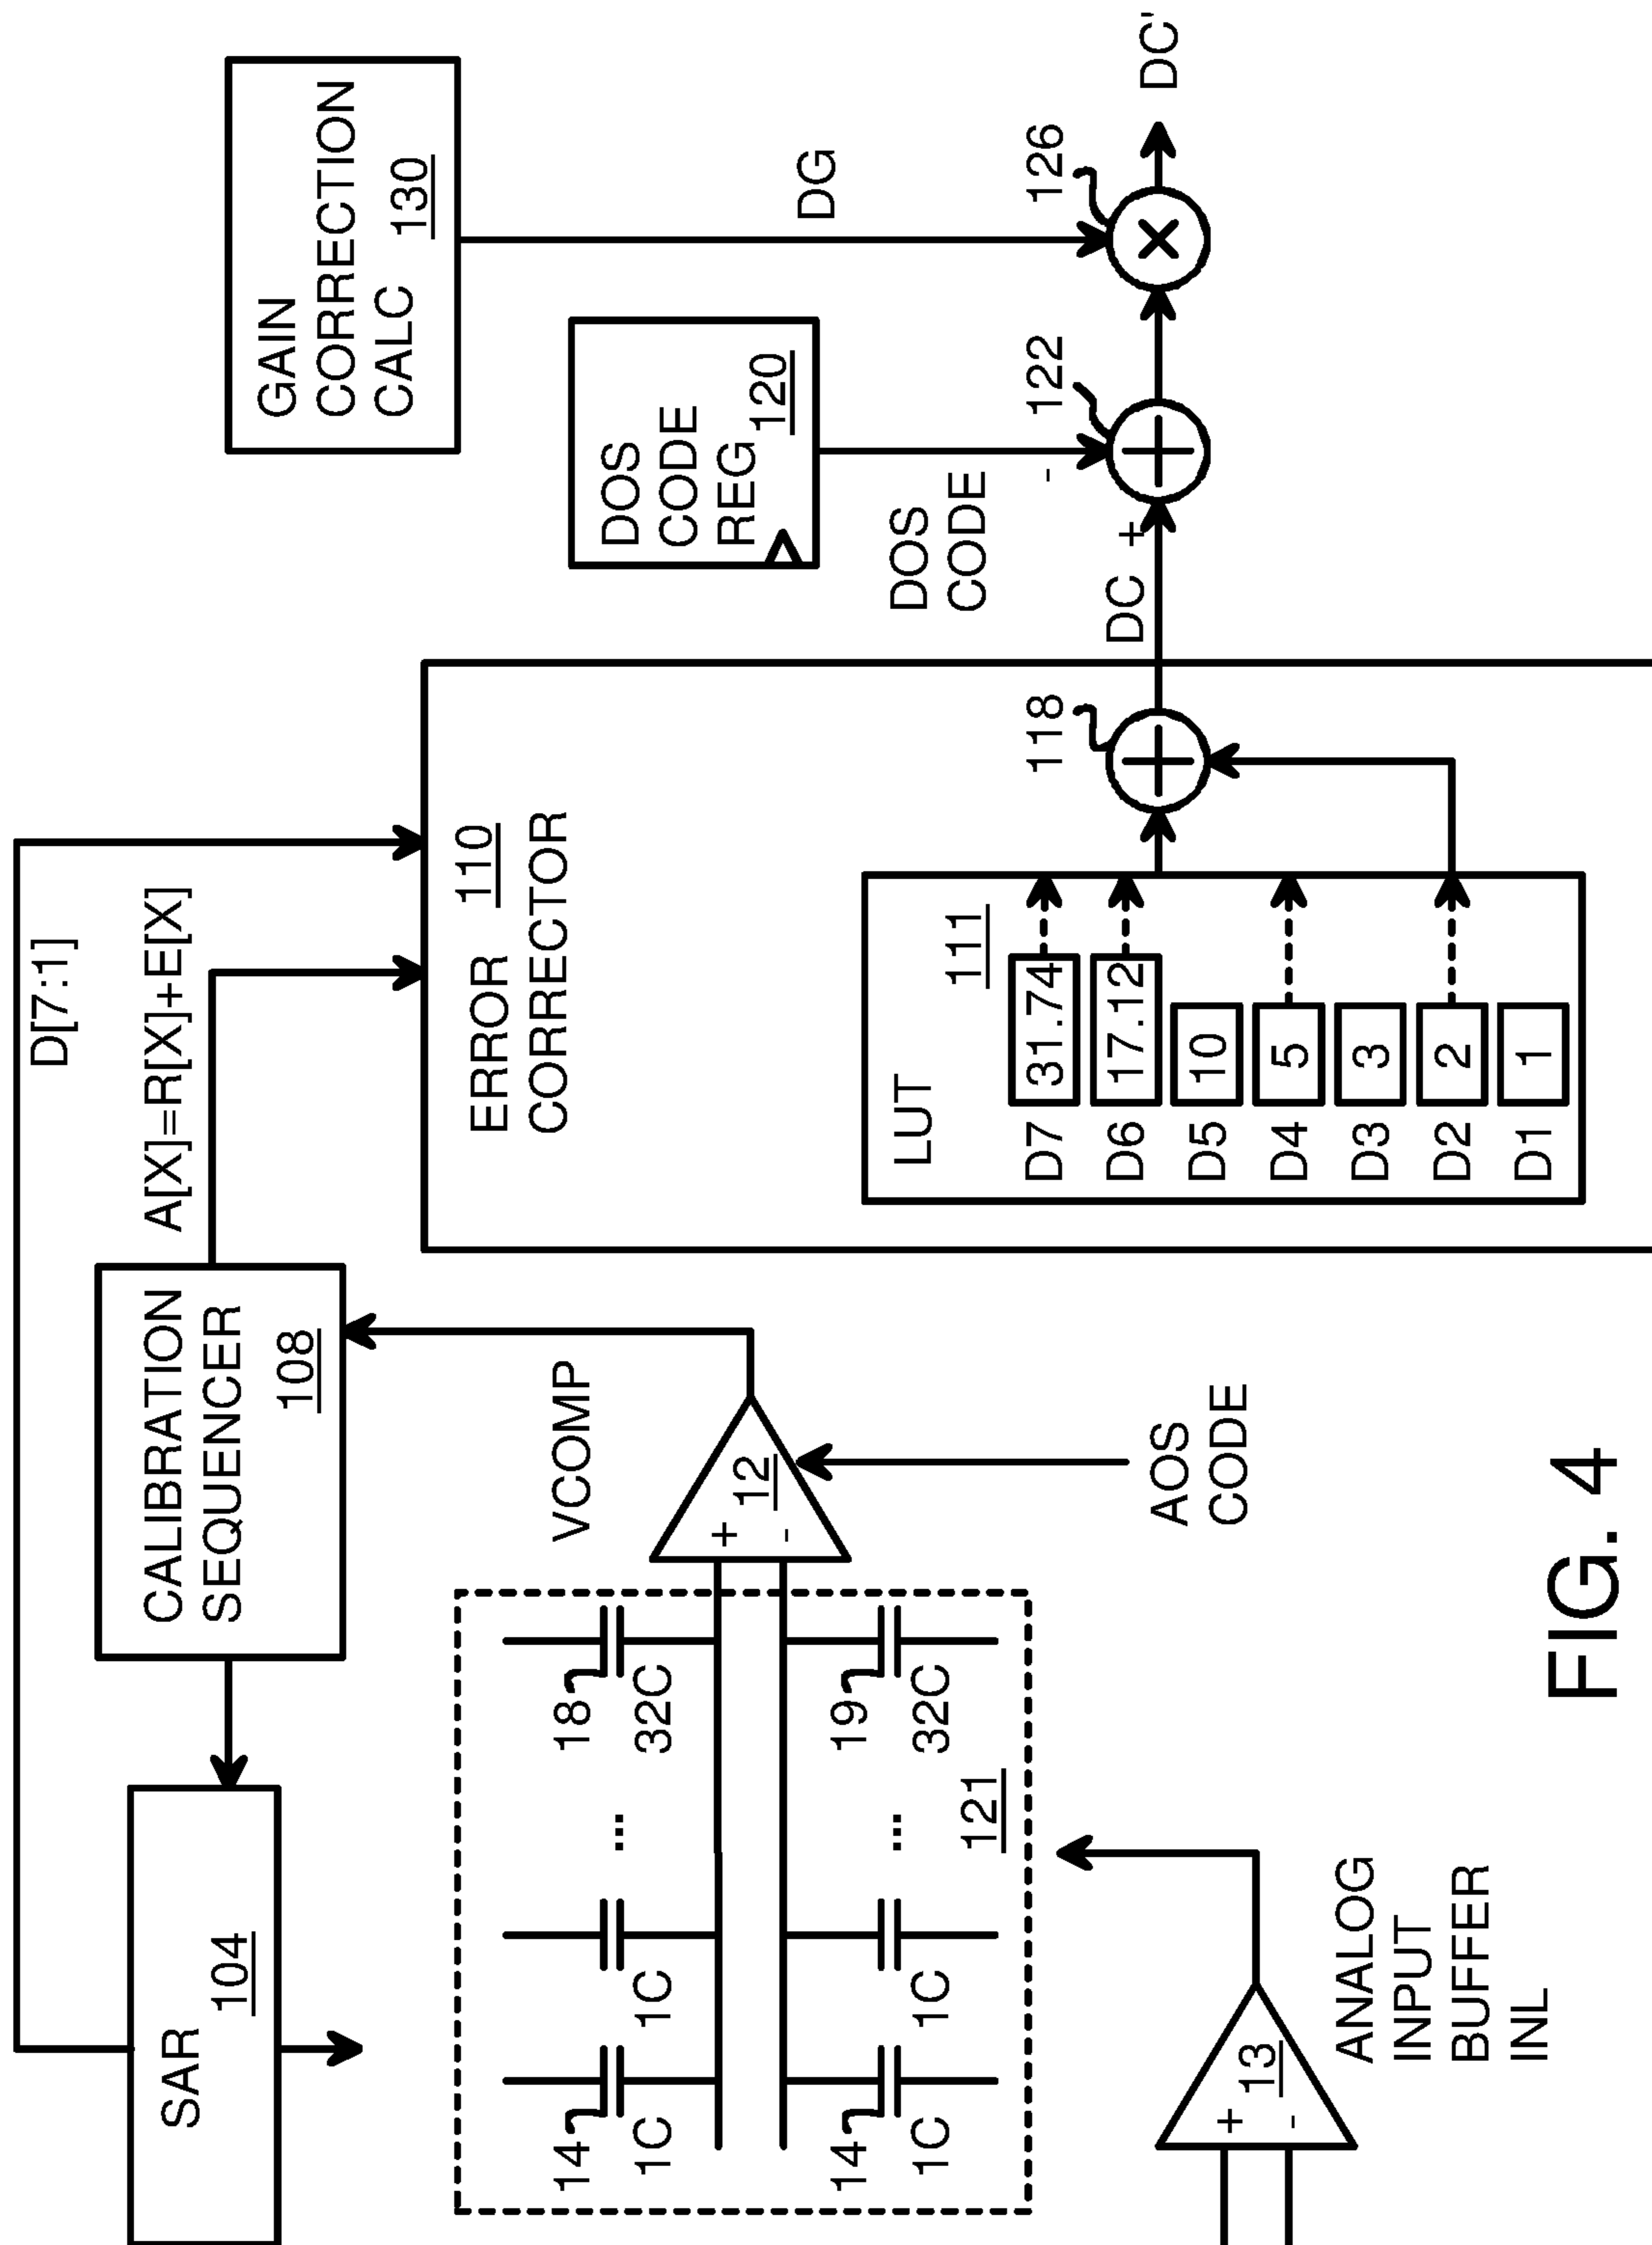 SAR
104
CALIBRATION
SEQUENCER
108
D[7:1]
A[X]=R[X]+E[X]
GAIN
CORRECTION
CALC 130
DG
DOS
CODE
REG 120
DOS
CODE
-
122
126
DC +
DC'
ERROR 110
CORRECTOR
118
LUT
111
D7 31.74
D6 17.12
D5 10
D4 5
D3 3
D2 2
D1 1
VCOMP
+
12
-
AOS
CODE
14
1C
1C
...
18
32C
14
1C
1C
...
19
32C
121
+
13
-
ANALOG
INPUT
BUFFER
INL
FIG. 4